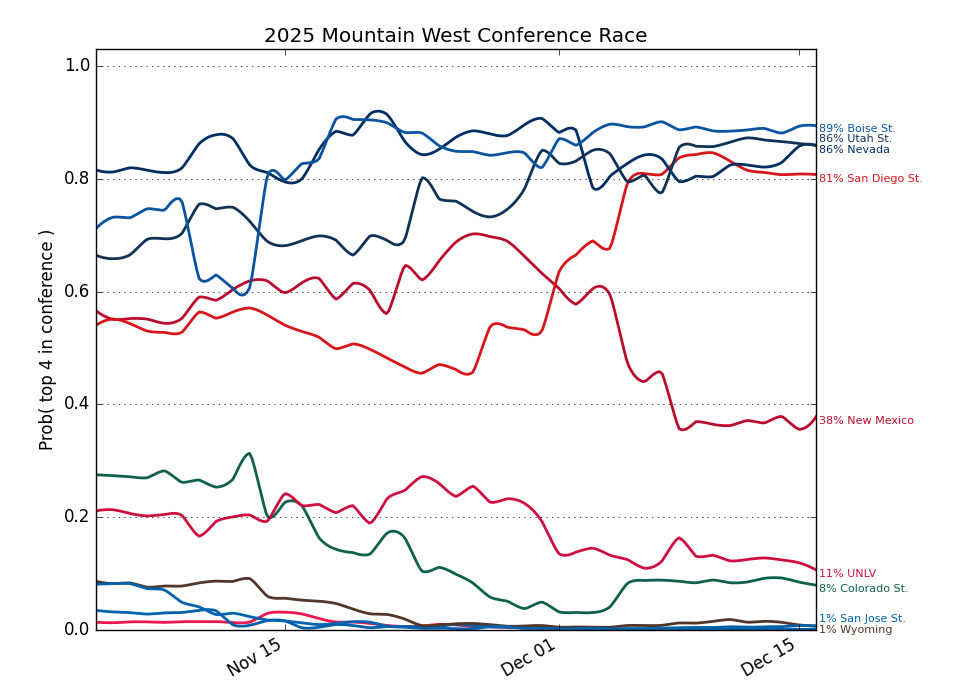 2025 Mountain West Conference Race
Prob( top 4 in conference )
1.0
0.8
0.6
0.4
0.2
0.0
Nov 15
Dec 01
Dec 15
89% Boise St.
86% Utah St.
86% Nevada
81% San Diego St.
38% New Mexico
11% UNLV
8% Colorado St.
1% San Jose St.
1% Wyoming